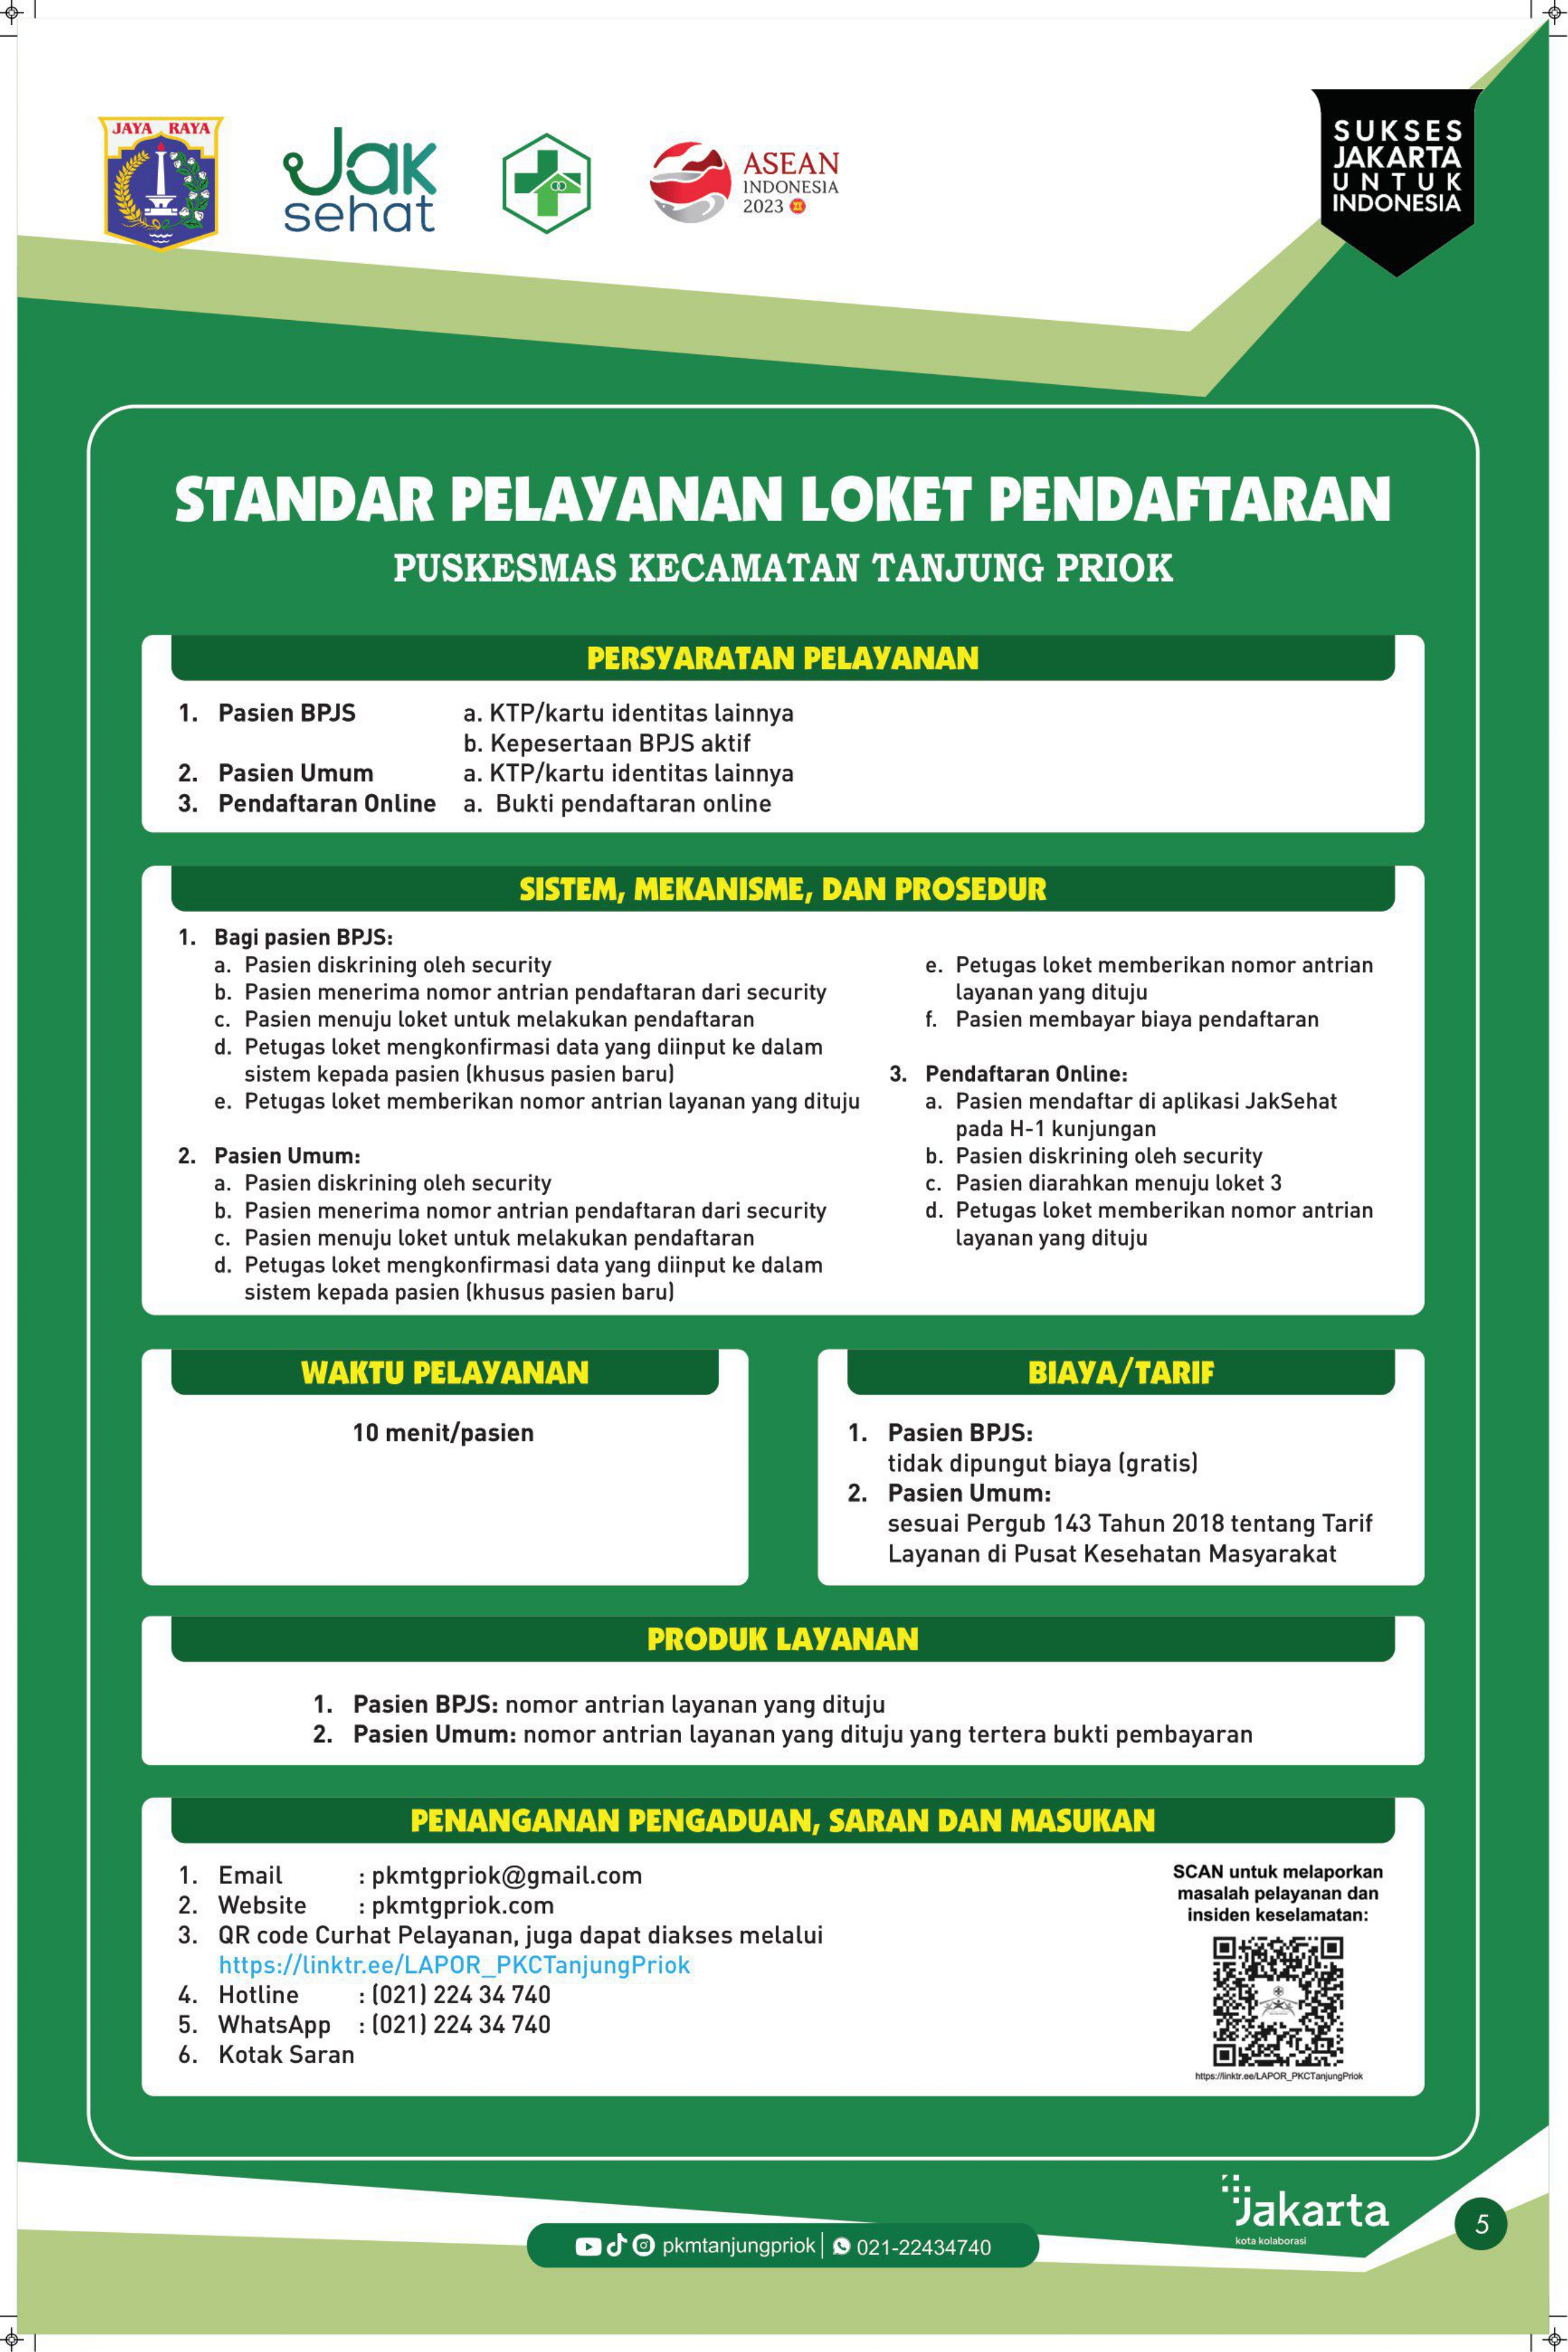 JAYA RAYA
Jak
sehat
ASEAN
INDONESIA
2023
SUKSES
JAKARTA
UNTUK
INDONESIA
STANDAR PELAYANAN LOKET PENDAFTARAN
PUSKESMAS KECAMATAN TANJUNG PRIOK
PERSYARATAN PELAYANAN
1. Pasien BPJS a. KTP/kartu identitas lainnya
b. Kepesertaan BPJS aktif
2. Pasien Umum a. KTP/kartu identitas lainnya
3. Pendaftaran Online a. Bukti pendaftaran online
SISTEM, MEKANISME, DAN PROSEDUR
1. Bagi pasien BPJS:
a. Pasien diskrining oleh security
b. Pasien menerima nomor antrian pendaftaran dari security
c. Pasien menuju loket untuk melakukan pendaftaran
d. Petugas loket mengkonfirmasi data yang diinput ke dalam
sistem kepada pasien (khusus pasien baru)
e. Petugas loket memberikan nomor antrian layanan yang dituju
2. Pasien Umum:
a. Pasien diskrining oleh security
b. Pasien menerima nomor antrian pendaftaran dari security
c. Pasien menuju loket untuk melakukan pendaftaran
d. Petugas loket mengkonfirmasi data yang diinput ke dalam
sistem kepada pasien (khusus pasien baru)
e. Petugas loket memberikan nomor antrian
layanan yang dituju
f. Pasien membayar biaya pendaftaran
3. Pendaftaran Online:
a. Pasien mendaftar di aplikasi JakSehat
pada H-1 kunjungan
b. Pasien diskrining oleh security
c. Pasien diarahkan menuju loket 3
d. Petugas loket memberikan nomor antrian
layanan yang dituju
WAKTU PELAYANAN
10 menit/pasien
BIAYA/TARIF
1. Pasien BPJS:
tidak dipungut biaya (gratis)
2. Pasien Umum:
sesuai Pergub 143 Tahun 2018 tentang Tarif
Layanan di Pusat Kesehatan Masyarakat
PRODUK LAYANAN
1. Pasien BPJS: nomor antrian layanan yang dituju
2. Pasien Umum: nomor antrian layanan yang dituju yang tertera bukti pembayaran
PENANGANAN PENGADUAN, SARAN DAN MASUKAN
1. Email : pkmtgpriok@gmail.com
2. Website : pkmtgpriok.com
3. QR code Curhat Pelayanan, juga dapat diakses melalui
https://linktr.ee/LAPOR_PKCTanjungPriok
4. Hotline : (021) 224 34 740
5. WhatsApp : (021) 224 34 740
6. Kotak Saran
SCAN untuk melaporkan
masalah pelayanan dan
insiden keselamatan:
https://linktr.ee/LAPOR_PKCTanjungPriok
Jakarta
kota kolaborasi
5
pkmtanjungpriok | 021-22434740